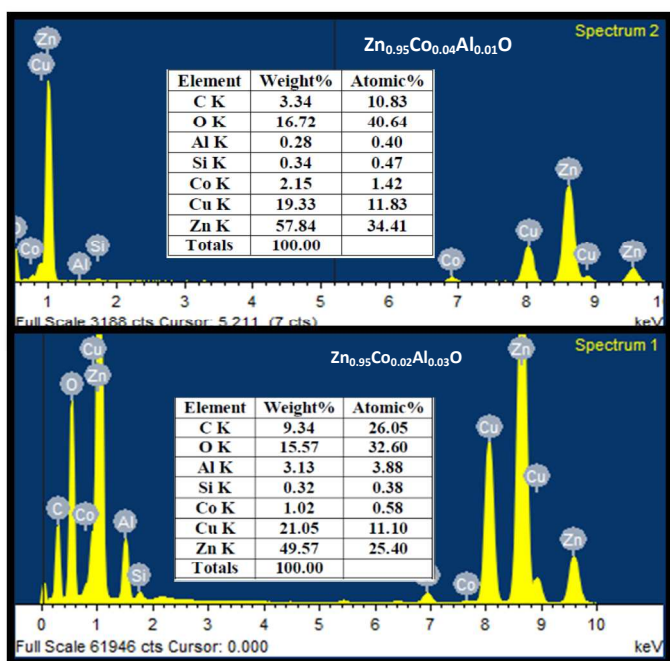 Zn0.95Co0.04Al0.01O
Spectrum 2
Zn
Cu
Element Weight% Atomic%
C K 3.34 10.83
O K 16.72 40.64
Al K 0.28 0.40
Si K 0.34 0.47
Co K 2.15 1.42
Cu K 19.33 11.83
Zn K 57.84 34.41
Totals 100.00
Co
Al
Si
Co
Cu
Zn
Cu
Zn
1 2 3 4 5 6 7 8 9
Full Scale 3188 cts Cursor: 5.211 (7 cts) keV
Zn0.95Co0.02Al0.03O
Spectrum 1
Element Weight% Atomic%
C K 9.34 26.05
O K 15.57 32.60
Al K 3.13 3.88
Si K 0.32 0.38
Co K 1.02 0.58
Cu K 21.05 11.10
Zn K 49.57 25.40
Totals 100.00
C
O
Co
Cu
Zn
Al
Si
Co
Cu
Zn
Cu
Zn
0 1 2 3 4 5 6 7 8 9 10
Full Scale 61946 cts Cursor: 0.000 keV